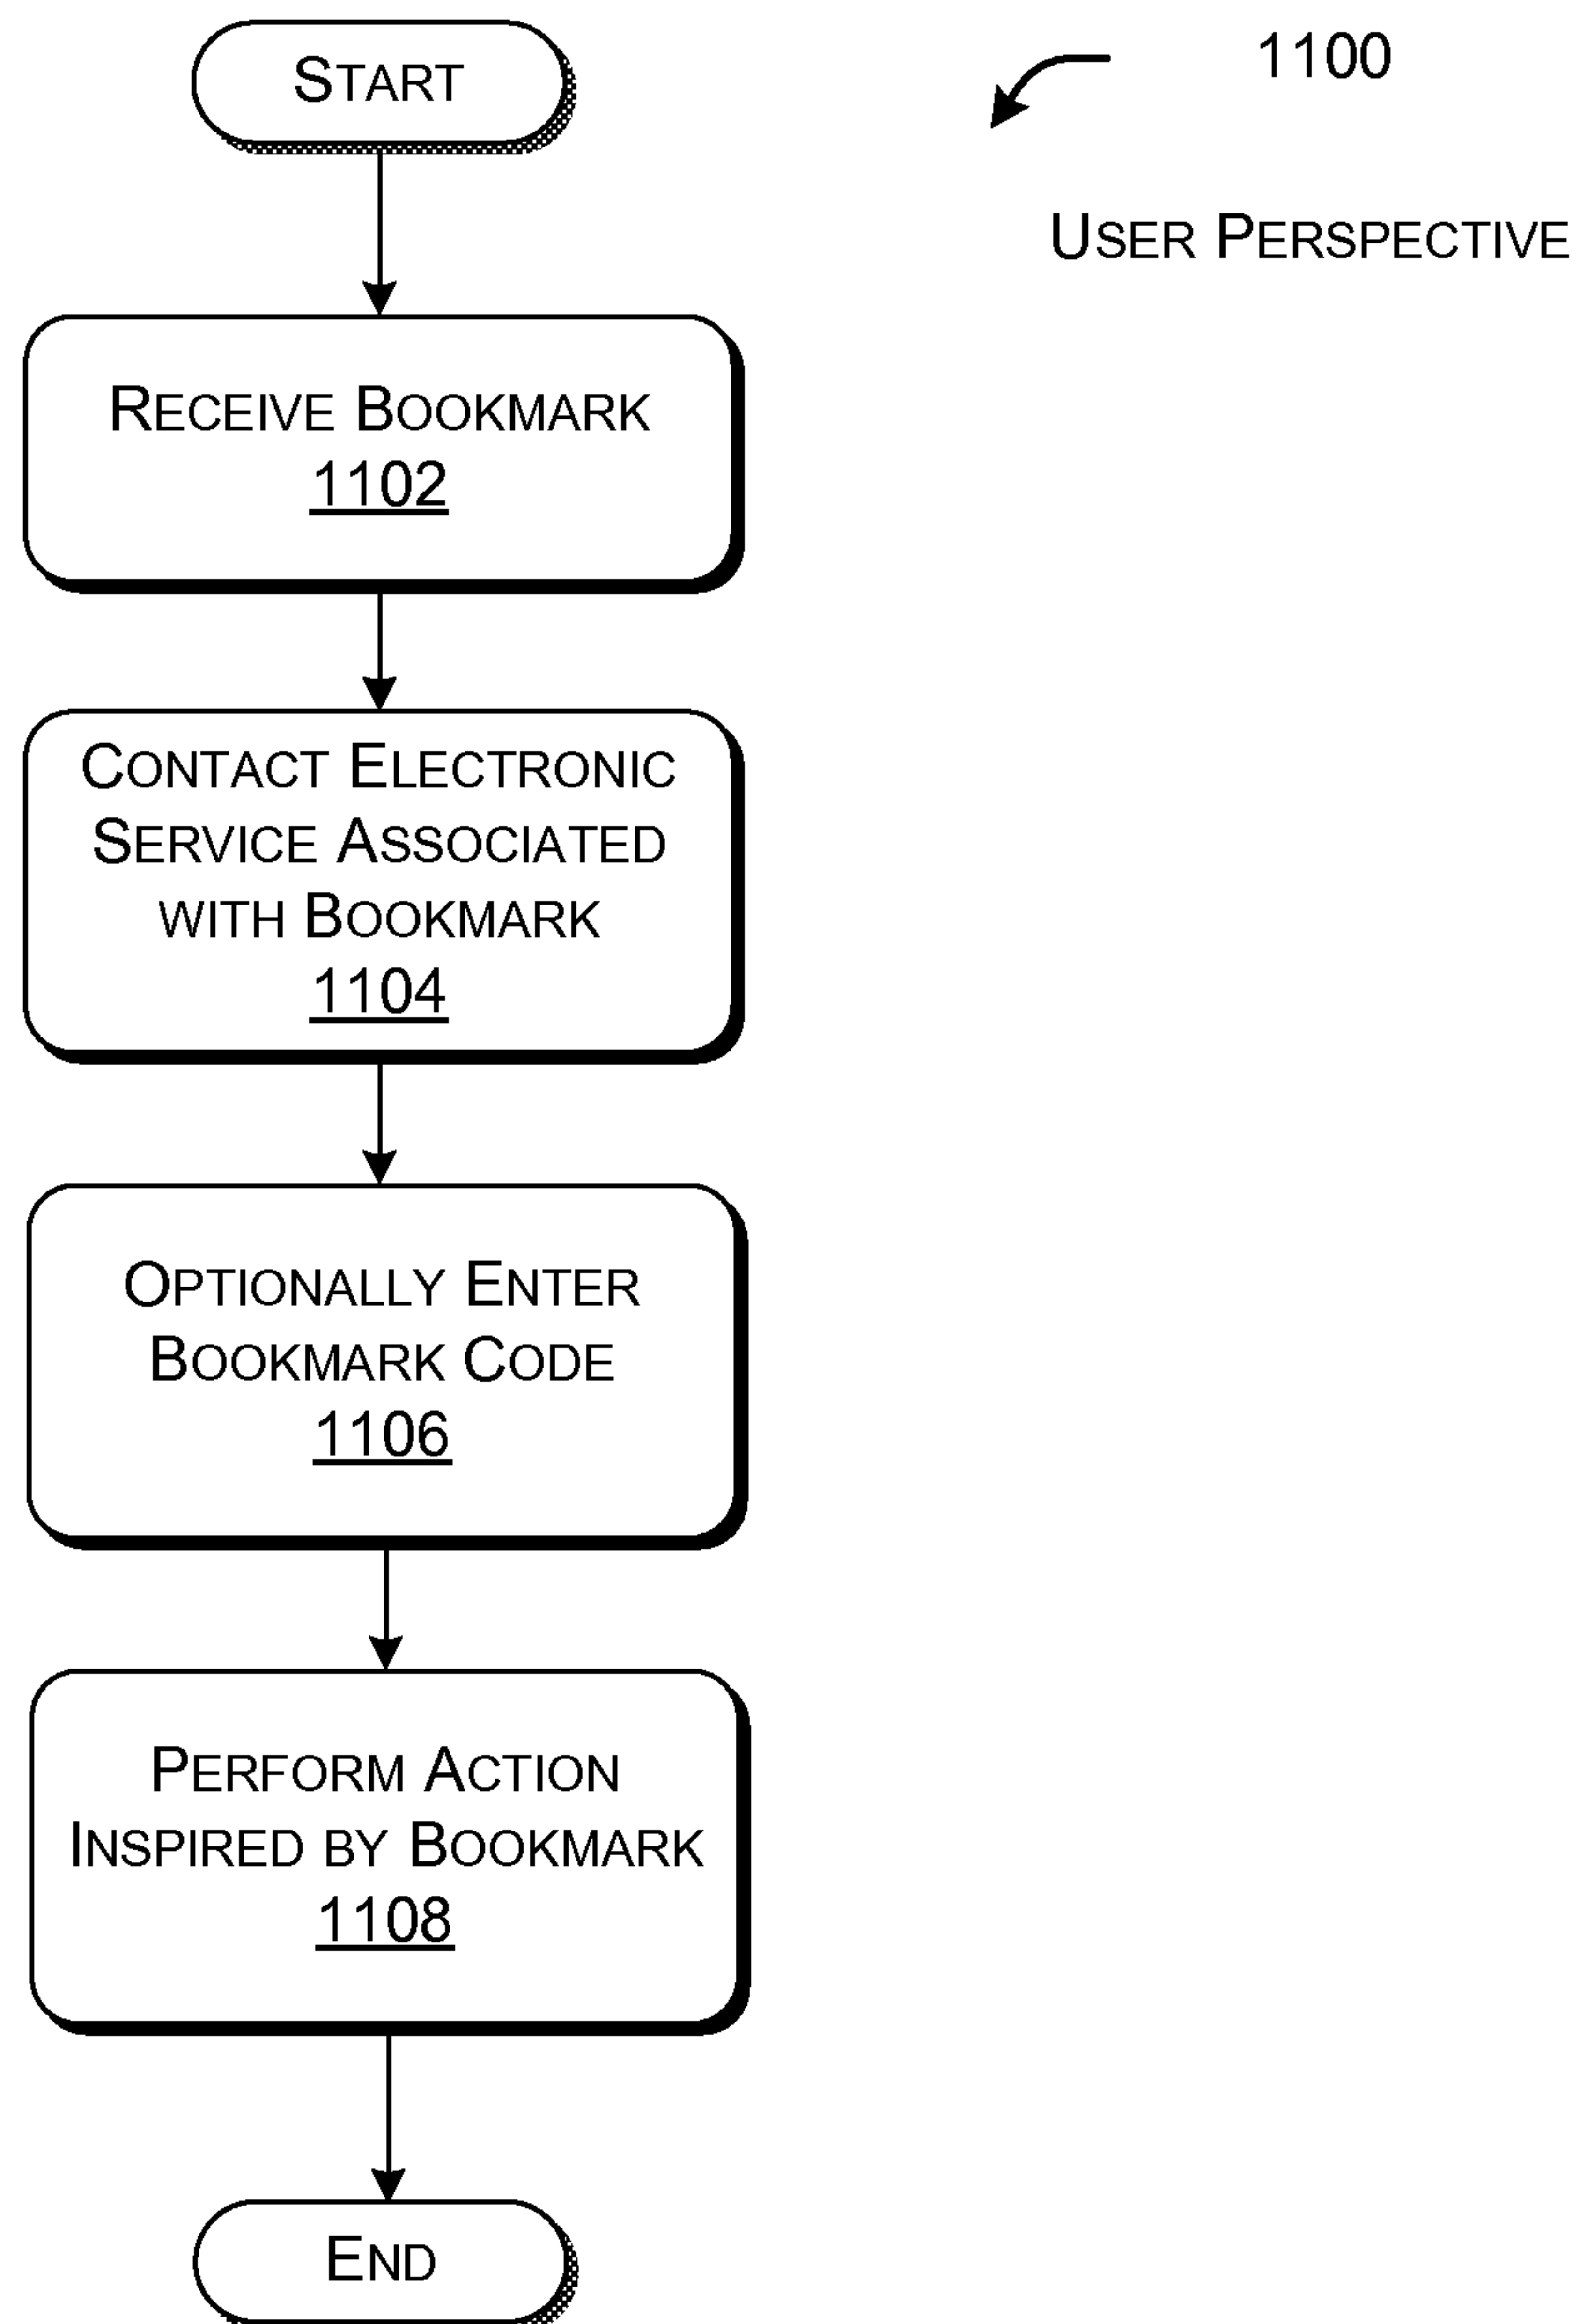 START
1100
USER PERSPECTIVE
RECEIVE BOOKMARK
1102
CONTACT ELECTRONIC
SERVICE ASSOCIATED
WITH BOOKMARK
1104
OPTIONALLY ENTER
BOOKMARK CODE
1106
PERFORM ACTION
INSPIRED BY BOOKMARK
1108
END